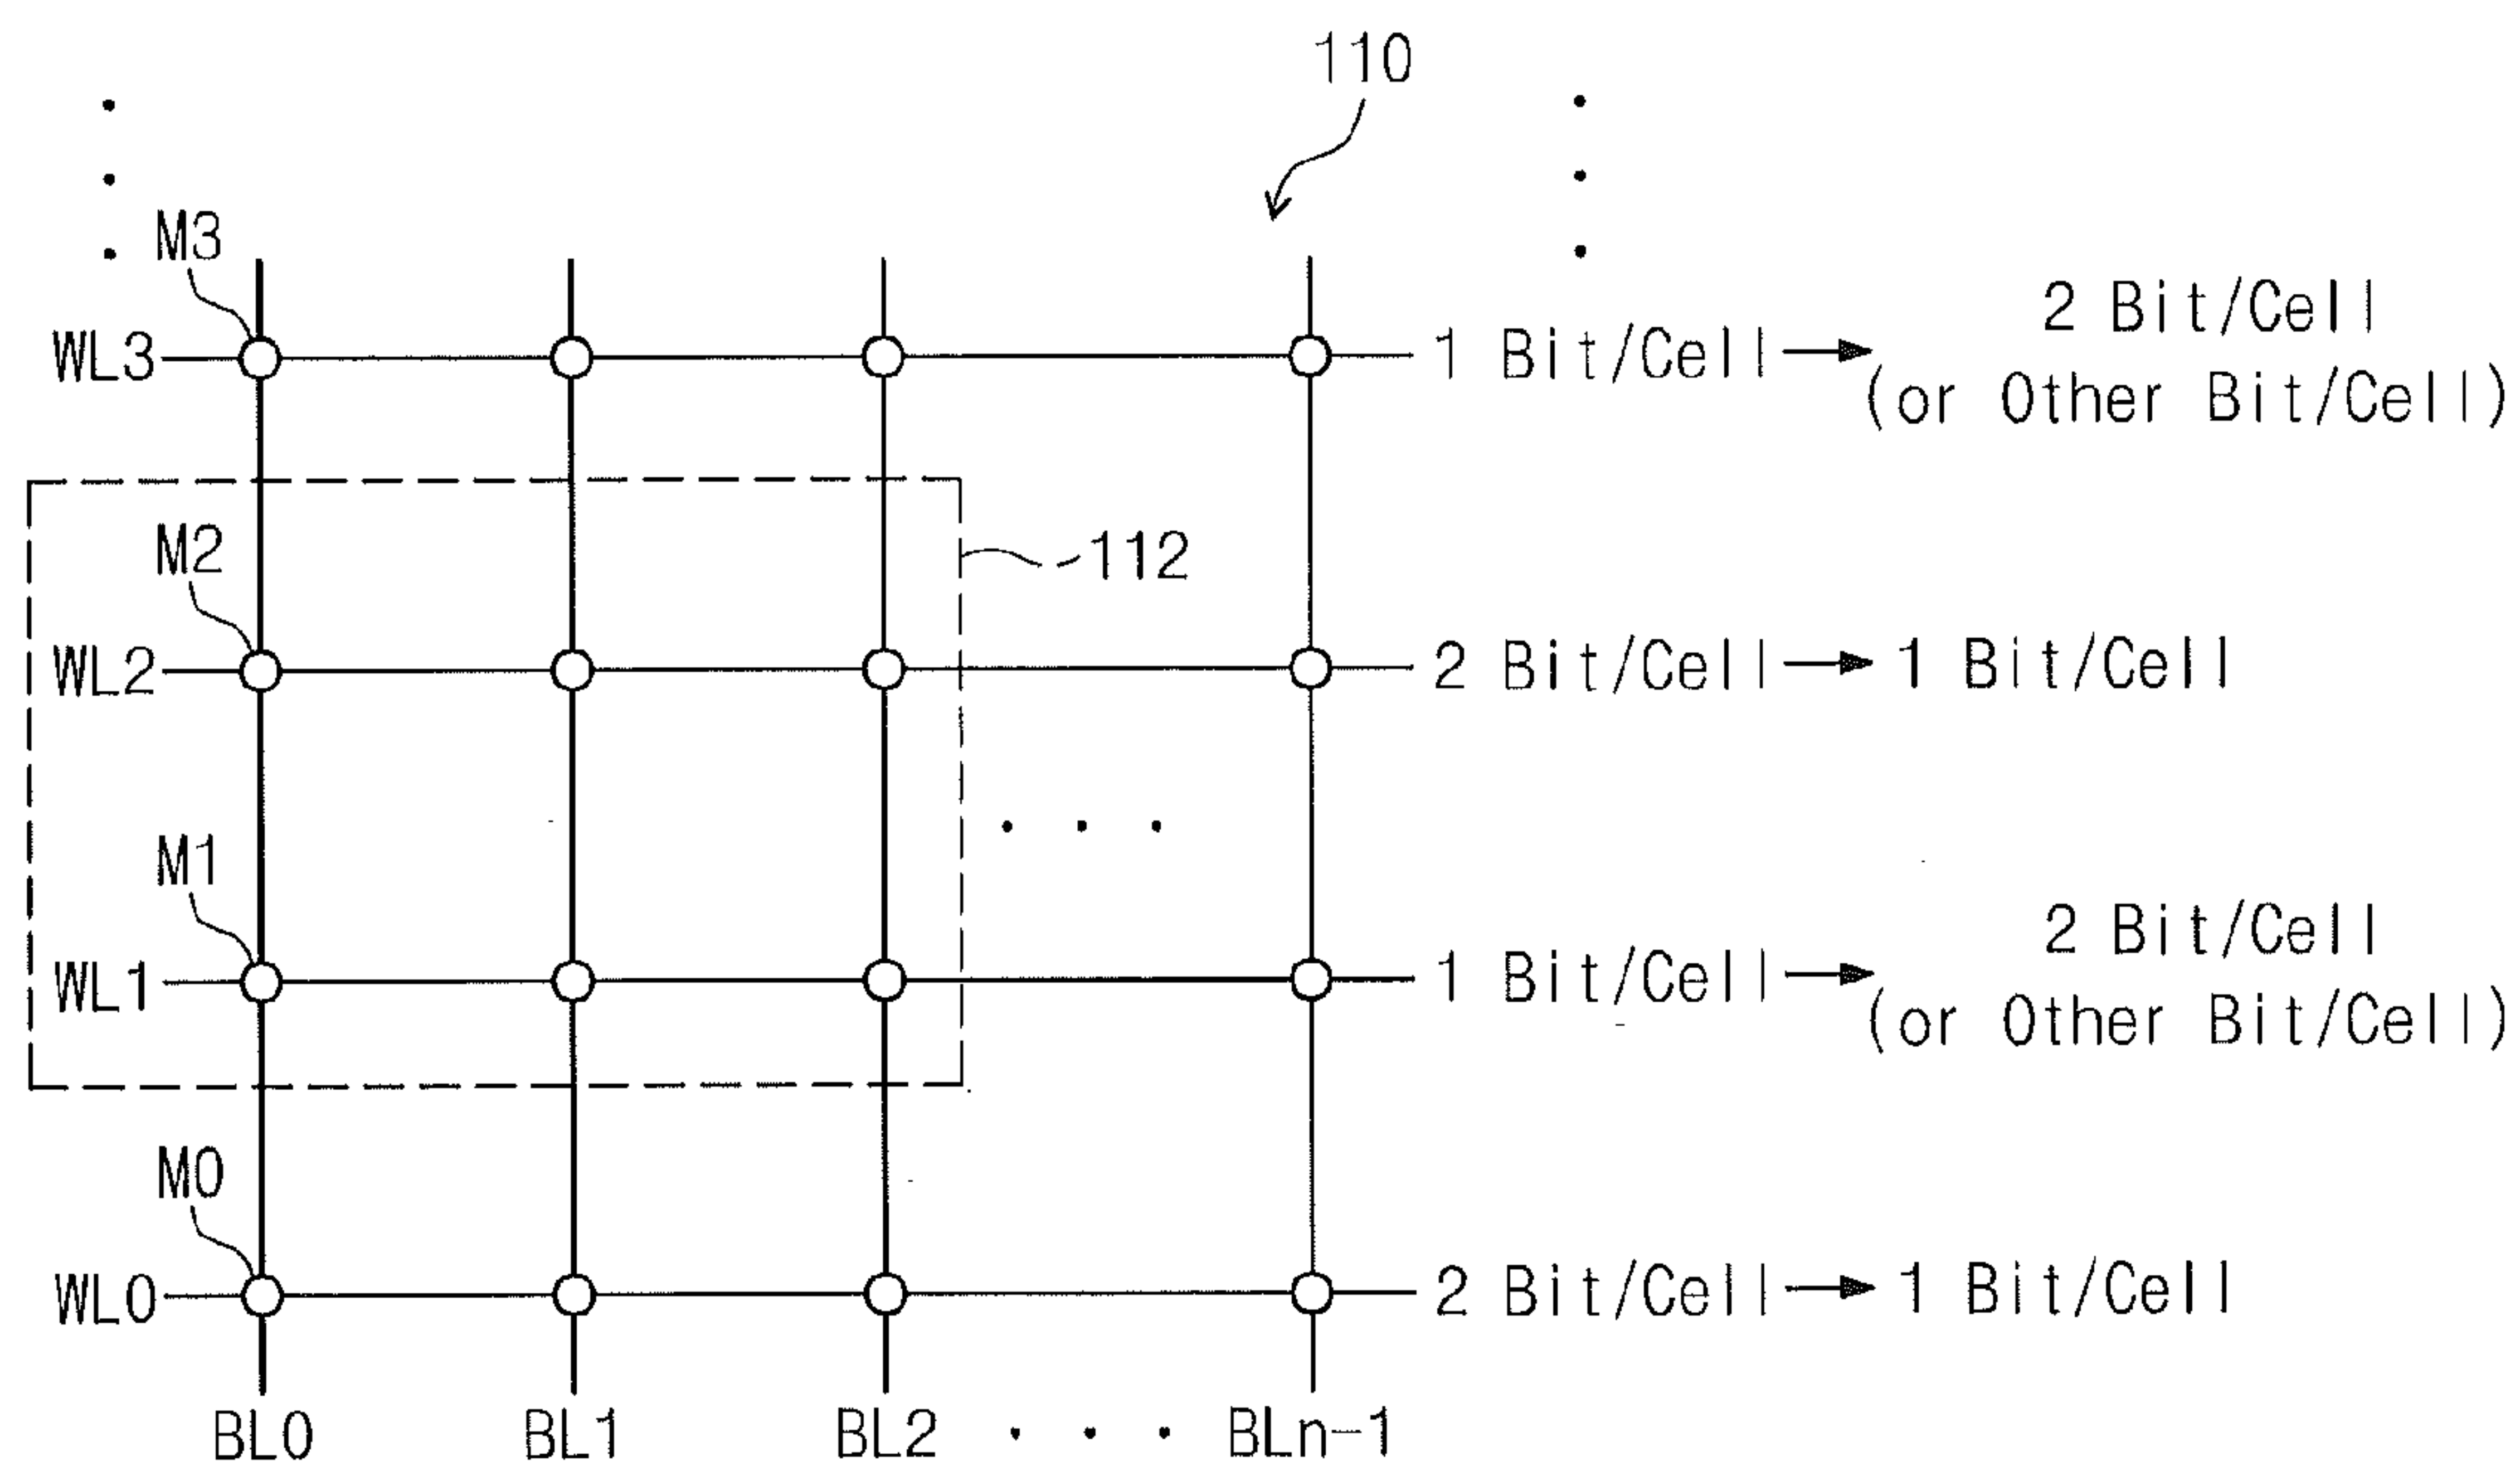 110
M3
2 Bit/Cell
WL3
1 Bit/Cell
(or Other Bit/Cell)
M2
112
WL2
2 Bit/Cell
1 Bit/Cell
M1
2 Bit/Cell
WL1
1 Bit/Cell
(or Other Bit/Cell)
M0
WL0
2 Bit/Cell
1 Bit/Cell
BL0
BL1
BL2
BLn-1